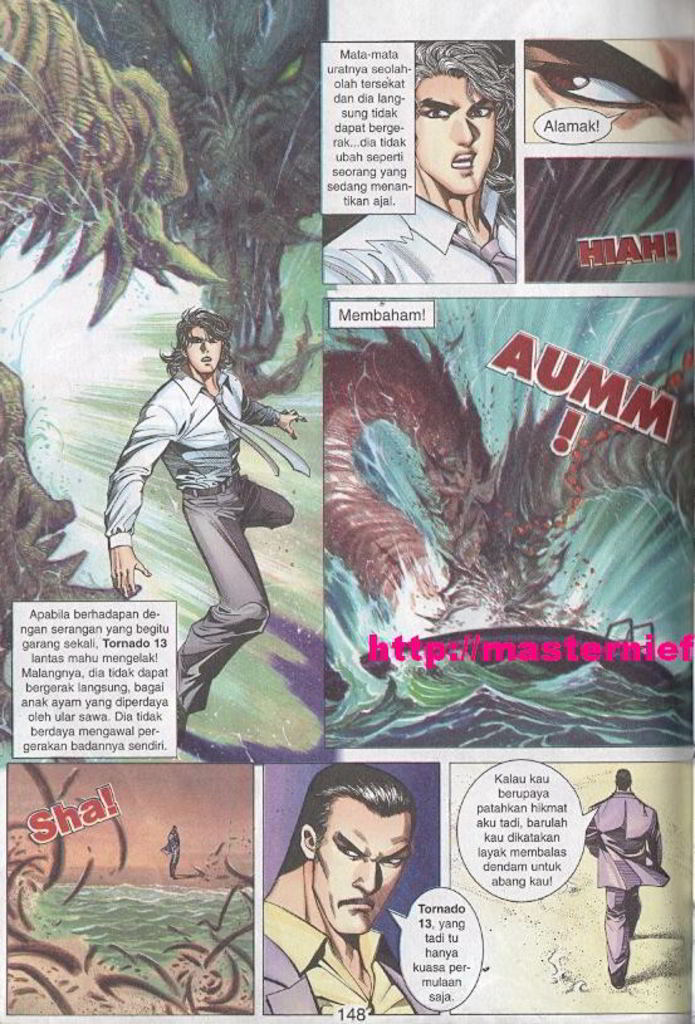 Mata-mata
uratnya seolah-
olah tersekat
dan dia lang-
sung tidak
dapat berge-
rak...dia tidak
ubah seperti
seorang yang
sedang menan-
tikan ajal.
Alamak!
HIAH!
Membaham!
AUMM
!
Apabila berhadapan de-
ngan serangan yang begitu
garang sekali, Tornado 13
lantas mahu mengelak!
Malangnya, dia tidak dapat
bergerak langsung, bagai
anak ayam yang diperdaya
oleh ular sawa. Dia tidak
berdaya mengawal per-
gerakan badannya sendiri.
http://masternief
Sha!
Tornado
13, yang
tadi tu
hanya
kuasa per-
mulaan
saja.
Kalau kau
berupaya
patahkan hikmat
aku tadi, barulah
kau dikatakan
layak membalas
dendam untuk
abang kau!
148